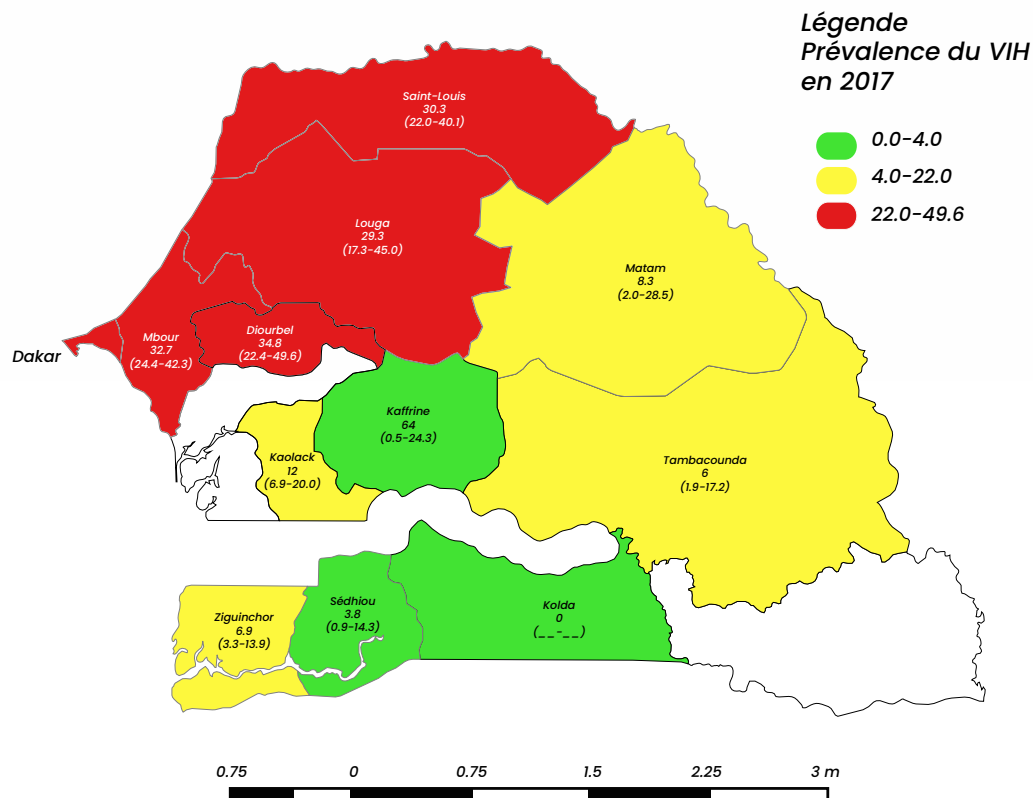 Légende
Prévalence du VIH
en 2017
0.0-4.0
4.0-22.0
22.0-49.6
Saint-Louis
30.3
(22.0-40.1)
Louga
29.3
(17.3-45.0)
Matam
8.3
(2.0-28.5)
Mbour
32.7
(24.4-42.3)
Diourbel
34.8
(22.4-49.6)
Dakar
Kaffrine
64
(0.5-24.3)
Kaolack
12
(6.9-20.0)
Tambacounda
6
(1.9-17.2)
Ziguinchor
6.9
(3.3-13.9)
Sédhiou
3.8
(0.9-14.3)
Kolda
0
(__-__)
0.75 0 0.75 1.5 2.25 3 m